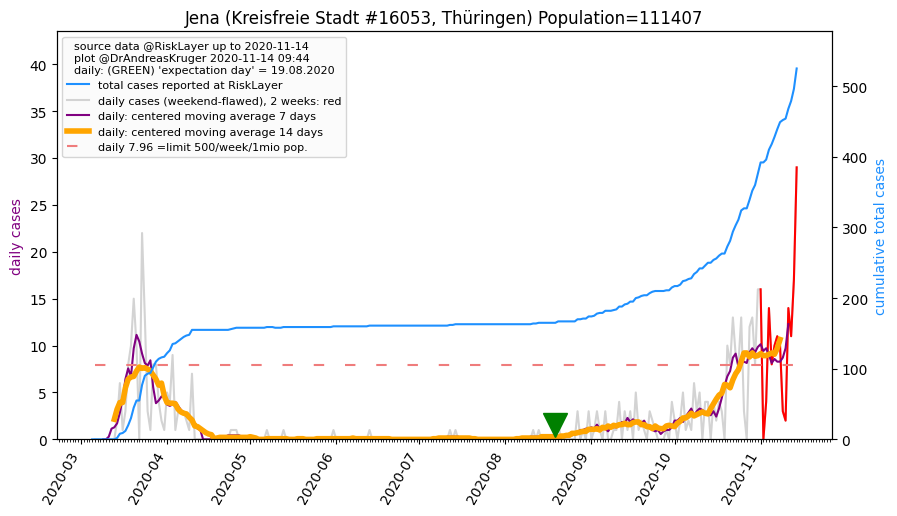 Jena (Kreisfreie Stadt #16053, Thüringen) Population=111407
source data @RiskLayer up to 2020-11-14
plot @DrAndreasKruger 2020-11-14 09:44
daily: (GREEN) 'expectation day' = 19.08.2020
total cases reported at RiskLayer
daily cases (weekend-flawed), 2 weeks: red
daily: centered moving average 7 days
daily: centered moving average 14 days
daily 7.96 =limit 500/week/1mio pop.
daily cases
40
35
30
25
20
15
10
5
0
cumulative total cases
500
400
300
200
100
0
2020-03
2020-04
2020-05
2020-06
2020-07
2020-08
2020-09
2020-10
2020-11